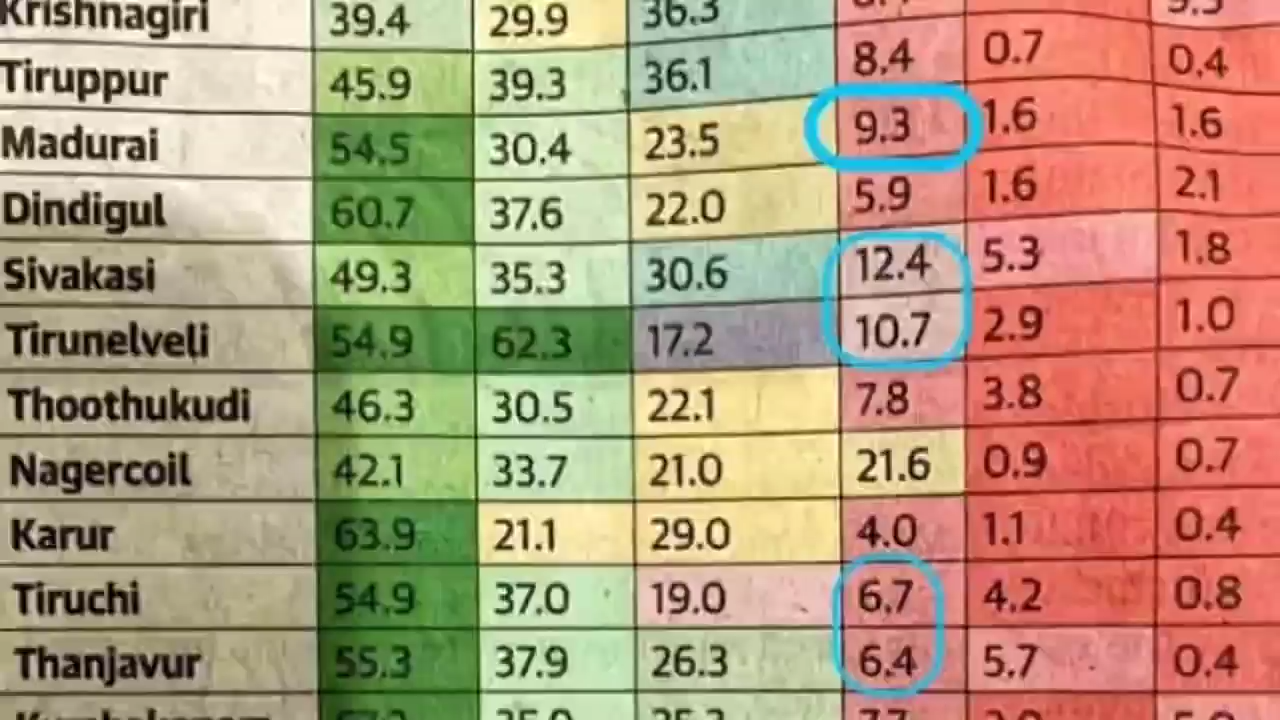 Krishnagiri 39.4 29.9 36.3
Tiruppur 45.9 39.3 36.1 8.4 0.7 0.4
Madurai 54.5 30.4 23.5 9.3 1.6 1.6
Dindigul 60.7 37.6 22.0 5.9 1.6 2.1
Sivakasi 49.3 35.3 30.6 12.4 5.3 1.8
Tirunelveli 54.9 62.3 17.2 10.7 2.9 1.0
Thoothukudi 46.3 30.5 22.1 7.8 3.8 0.7
Nagercoil 42.1 33.7 21.0 21.6 0.9 0.7
Karur 63.9 21.1 29.0 4.0 1.1 0.4
Tiruchi 54.9 37.0 19.0 6.7 4.2 0.8
Thanjavur 55.3 37.9 26.3 6.4 5.7 0.4